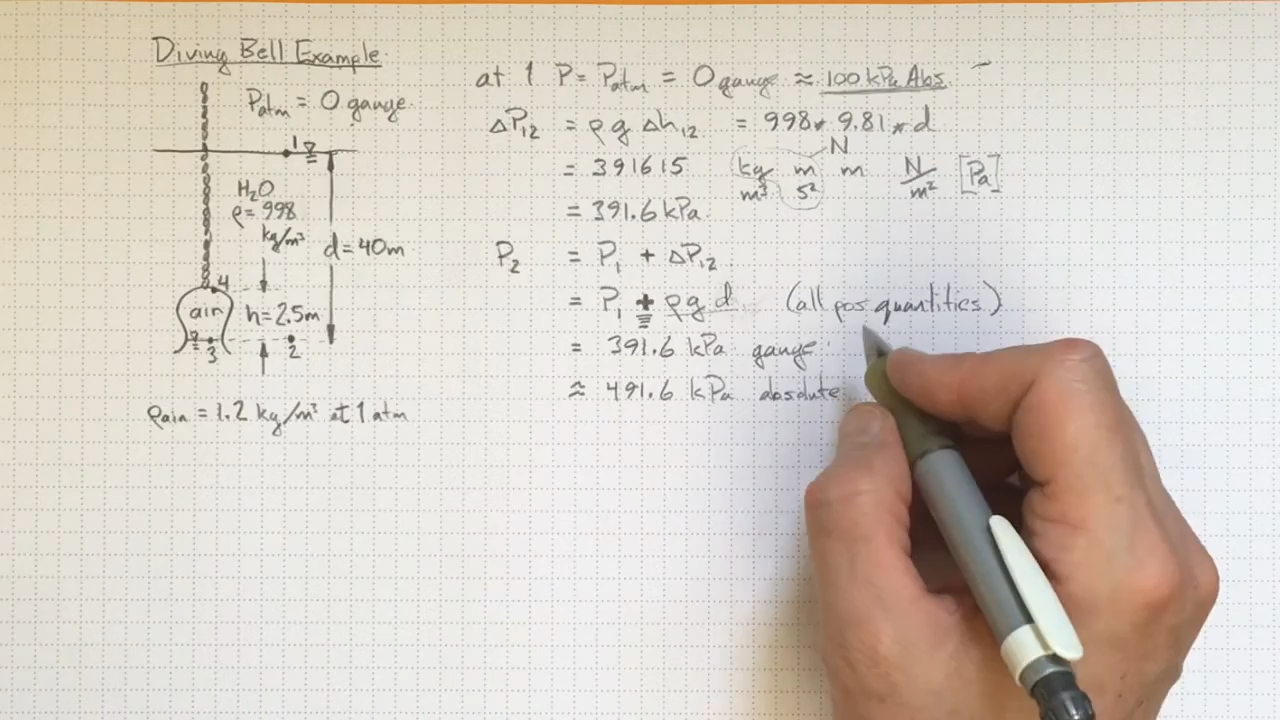 Diving Bell Example
Patm = 0 gauge
1
H2O
ρ = 998
kg/m³
d = 40m
4
air
h = 2.5m
3
2
ρair = 1.2 kg/m³ at 1 atm
at 1 P = Patm = 0 gauge ≈ 100 kPa Abs.
ΔP12 = ρ g Δh12 = 998 * 9.81 * d
N
= 391615 kg/m³ m/s² m N/m² [Pa]
= 391.6 kPa
P2 = P1 + ΔP12
= P1 + ρ g d (all pos quantities)
= 391.6 kPa gauge
≈ 491.6 kPa absolute